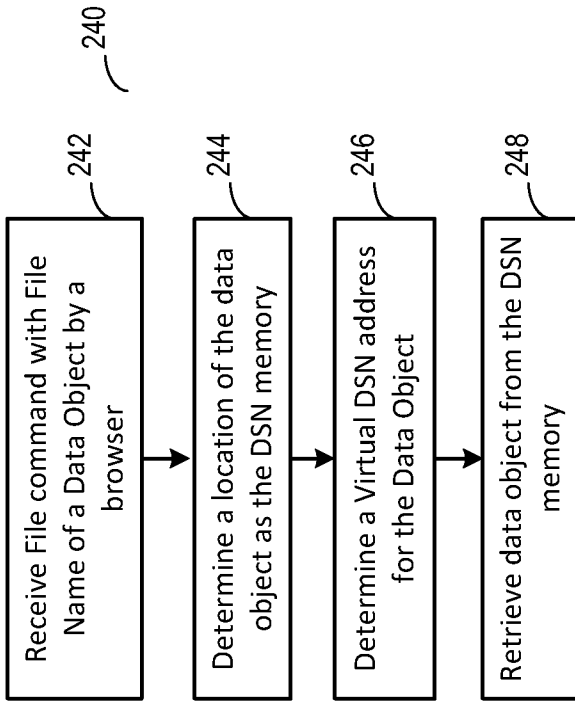 240
242
Receive File command with File
Name of a Data Object by a
browser
244
Determine a location of the data
object as the DSN memory
246
Determine a Virtual DSN address
for the Data Object
248
Retrieve data object from the DSN
memory